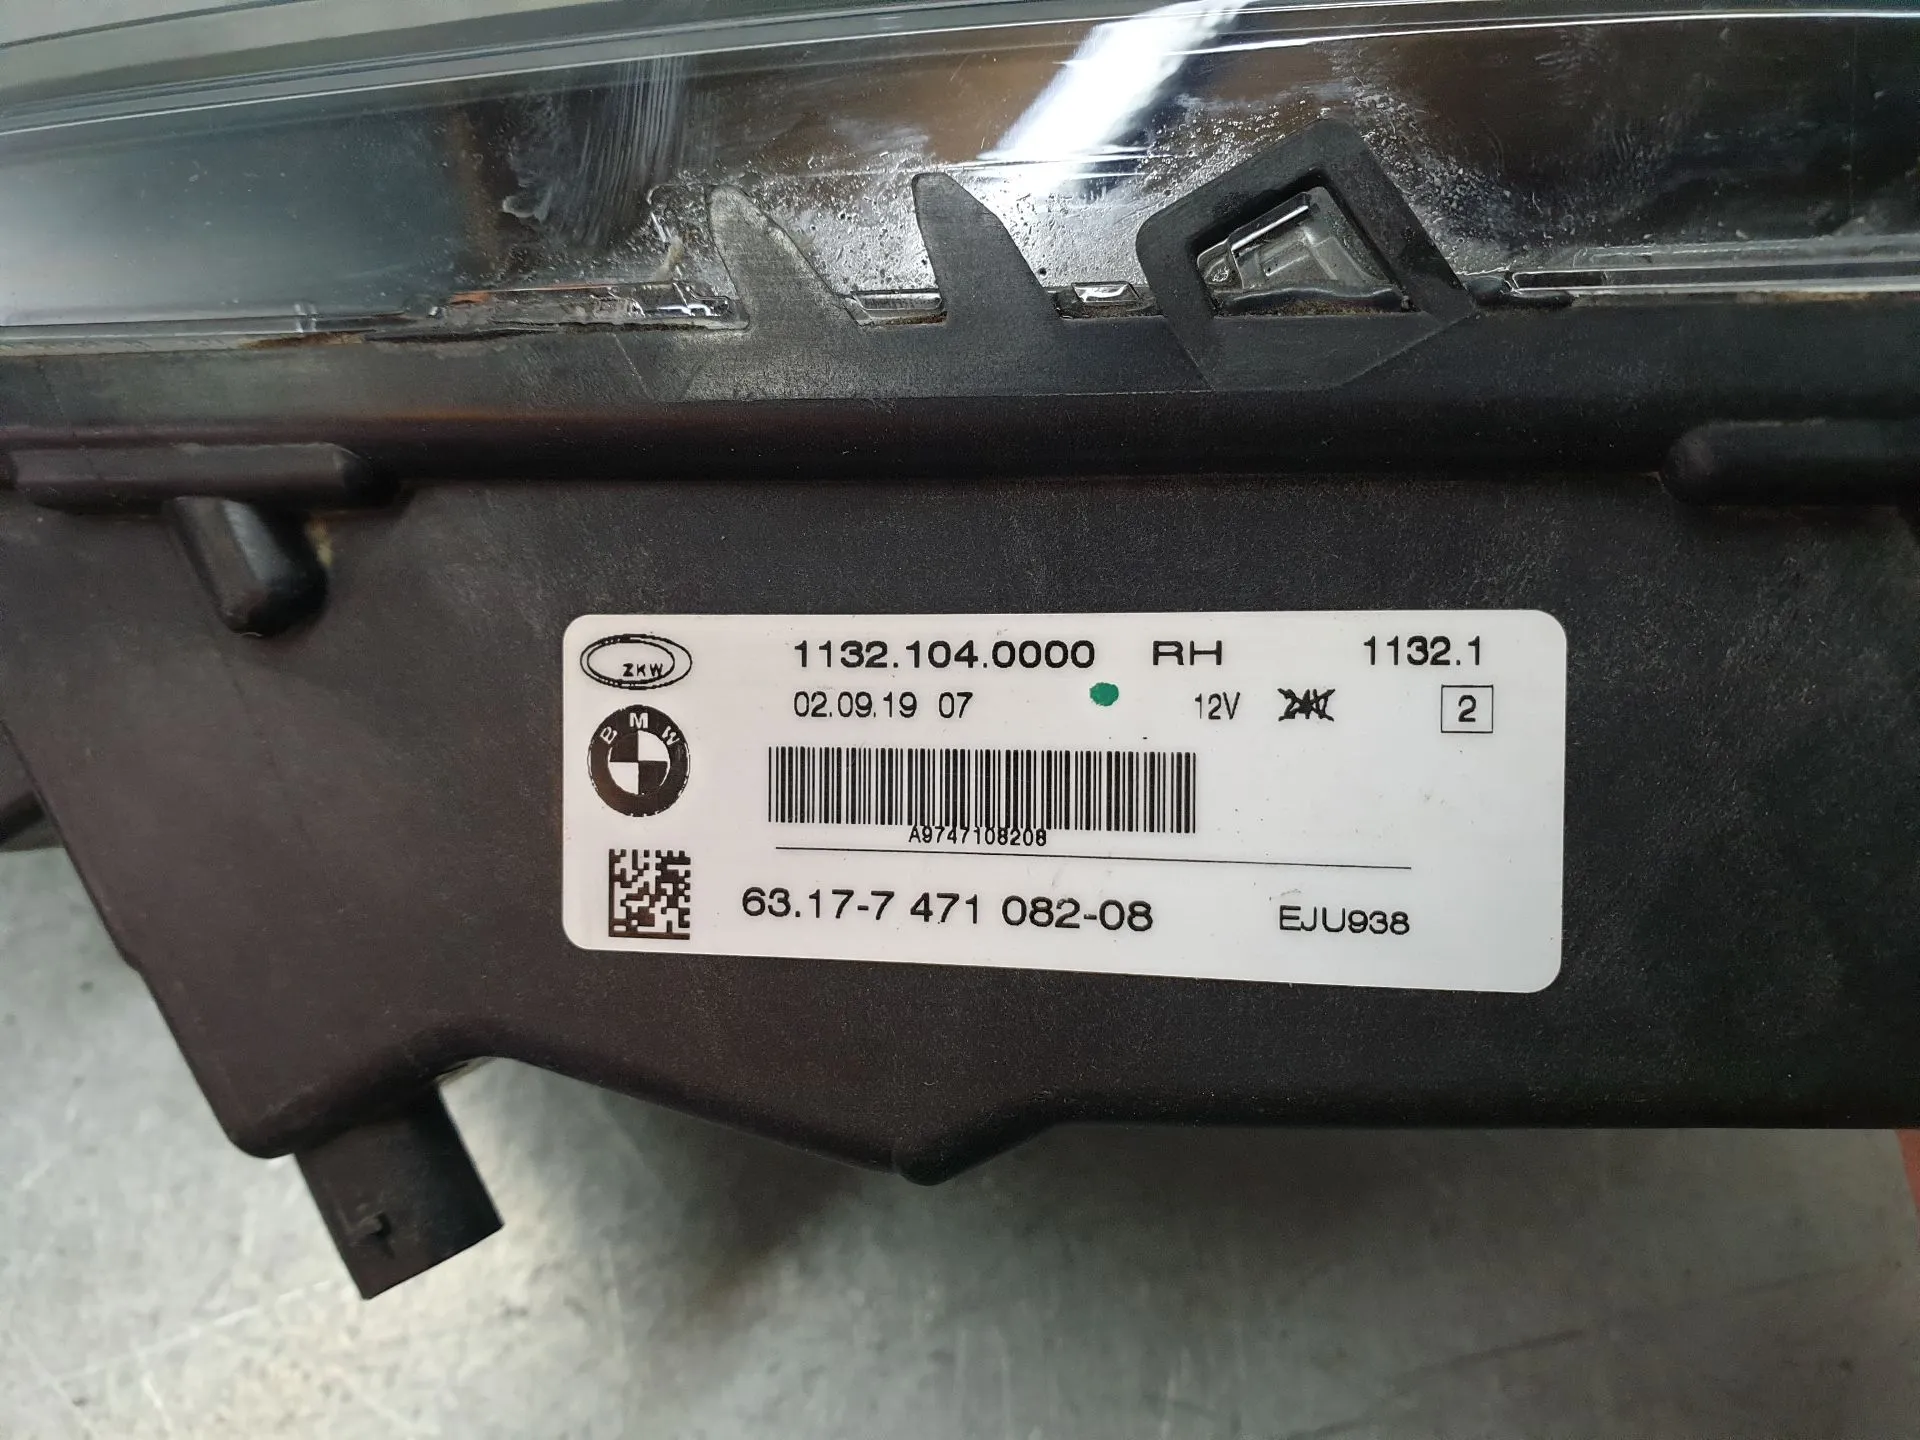 ZKW
1132.104.0000 RH 1132.1
02.09.19 07 12V 2
BMW
A9747108208
63.17-7 471 082-08 EJU938